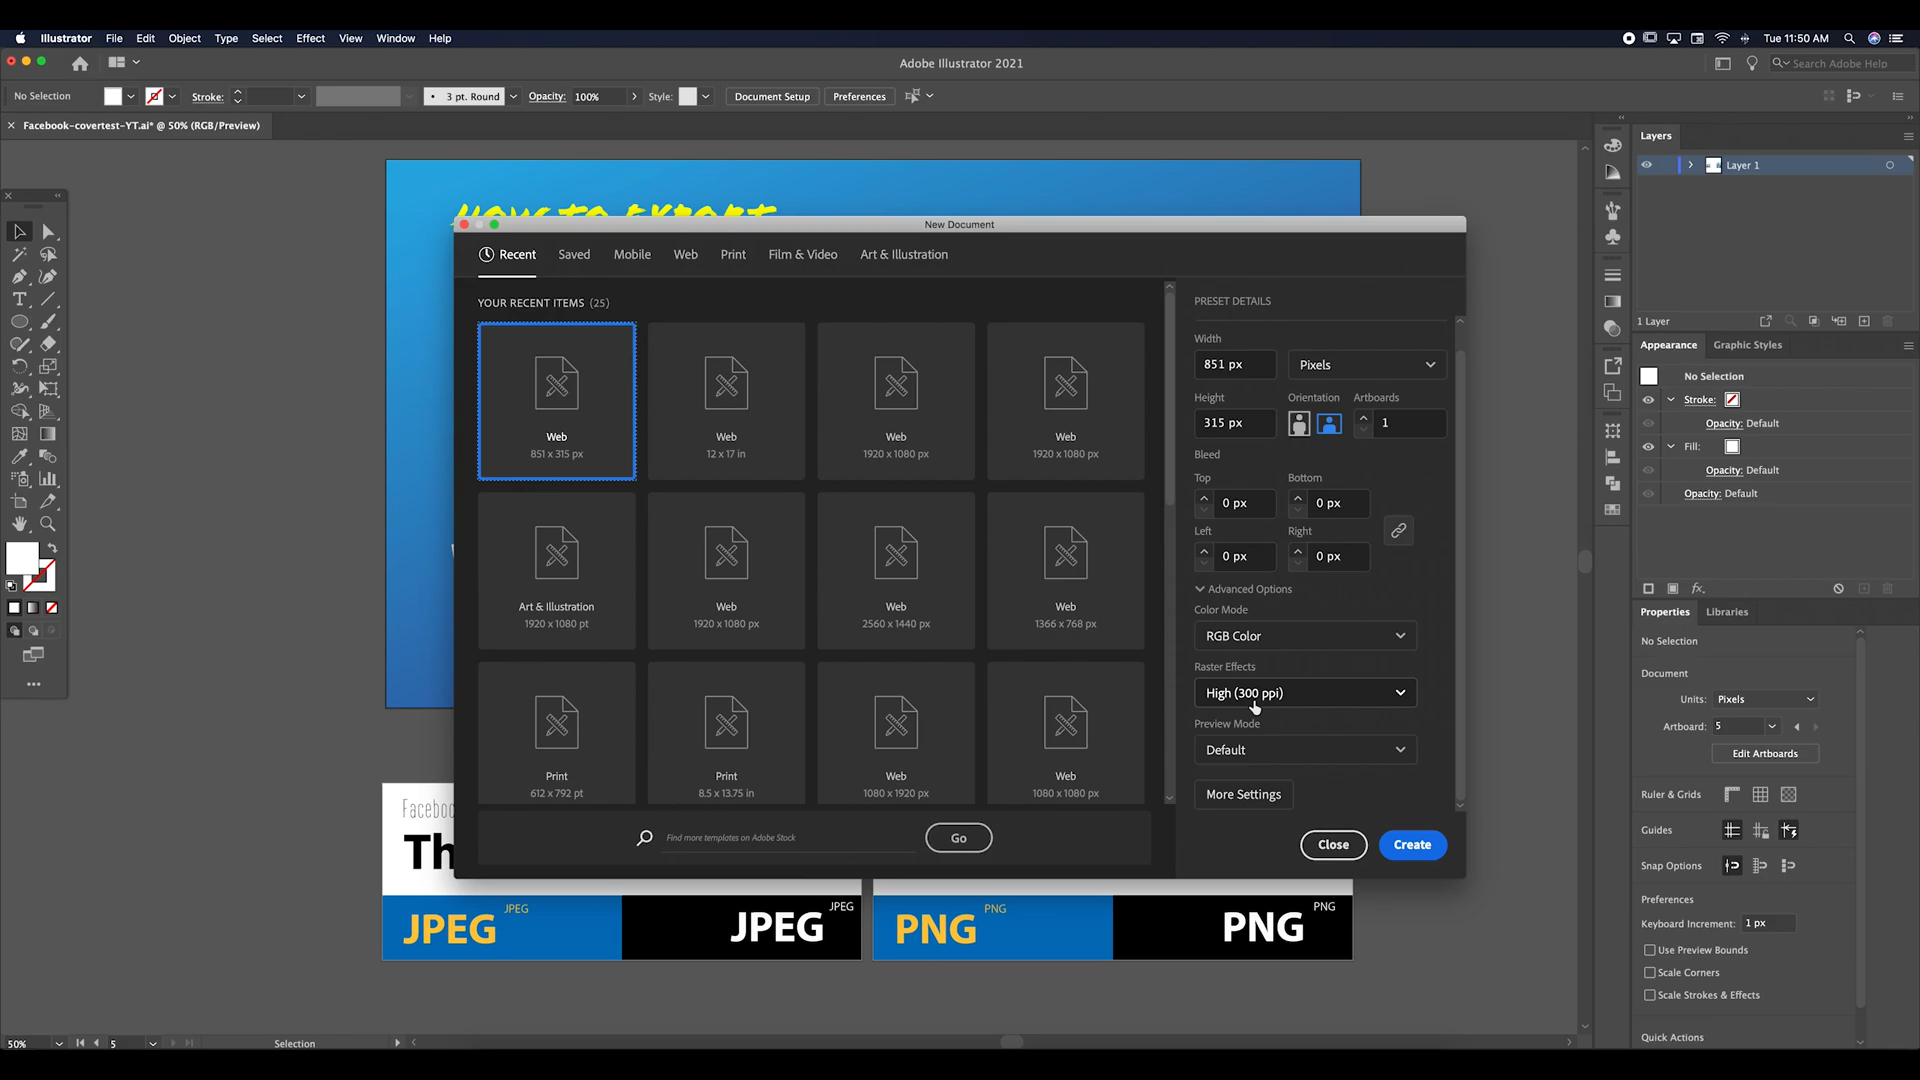 Illustrator File Edit Object Type Select Effect View Window Help
Tue 11:50 AM
Adobe Illustrator 2021
Search Adobe Help
No Selection
Stroke:
3 pt. Round
Opacity: 100%
Style:
Document Setup
Preferences
Facebook-covertest-YT.ai* @ 50% (RGB/Preview)
HOW TO EXPORT
New Document
Recent Saved Mobile Web Print Film & Video Art & Illustration
YOUR RECENT ITEMS (25)
Web
851 x 315 px
Web
12 x 17 in
Web
1920 x 1080 px
Web
1920 x 1080 px
Art & Illustration
1920 x 1080 pt
Web
1920 x 1080 px
Web
2560 x 1440 px
Web
1366 x 768 px
Print
612 x 792 pt
Print
8.5 x 13.75 in
Web
1080 x 1920 px
Web
1080 x 1080 px
Find more templates on Adobe Stock
Go
PRESET DETAILS
Width
851 px
Pixels
Height Orientation Artboards
315 px
1
Bleed
Top Bottom
0 px 0 px
Left Right
0 px 0 px
Advanced Options
Color Mode
RGB Color
Raster Effects
High (300 ppi)
Preview Mode
Default
More Settings
Close
Create
Facebo
Th
JPEG
JPEG
JPEG
JPEG
PNG
PNG
PNG
PNG
Layers
Layer 1
1 Layer
Appearance Graphic Styles
No Selection
Stroke:
Opacity: Default
Fill:
Opacity: Default
Opacity: Default
fx
Properties Libraries
No Selection
Document
Units: Pixels
Artboard: 5
Edit Artboards
Ruler & Grids
Guides
Snap Options
Preferences
Keyboard Increment: 1 px
Use Preview Bounds
Scale Corners
Scale Strokes & Effects
Quick Actions
50%
5
Selection